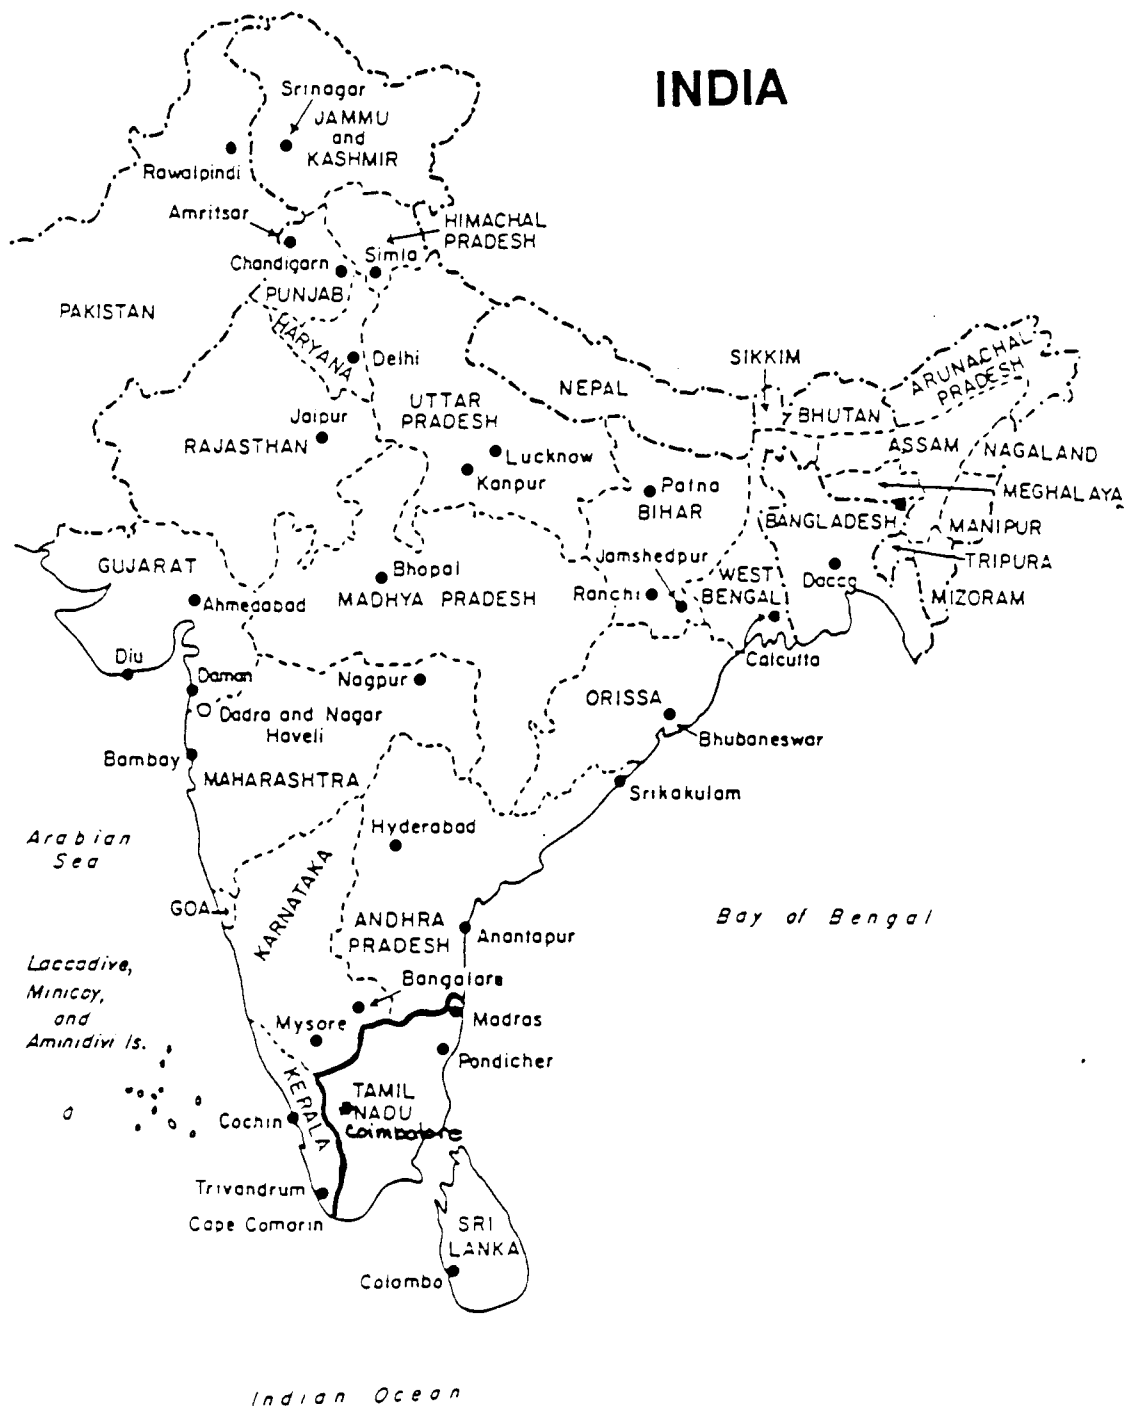 INDIA
Srinagar
JAMMU
and
KASHMIR
Rawalpindi
Amritsar
HIMACHAL
PRADESH
Simla
Chandigarh
PUNJAB
PAKISTAN
HARYANA
Delhi
SIKKIM
ARUNACHAL
PRADESH
NEPAL
UTTAR
PRADESH
BHUTAN
Jaipur
RAJASTHAN
ASSAM
NAGALAND
Lucknow
Kanpur
Patna
BIHAR
MEGHALAYA
BANGLADESH
MANIPUR
GUJARAT
Jamshedpur
TRIPURA
Bhopal
MADHYA PRADESH
WEST
BENGAL
Dacca
Ranchi
MIZORAM
Ahmedabad
Diu
Calcutta
Daman
Nagpur
ORISSA
Dadra and Nagar
Haveli
Bhubaneswar
Bombay
MAHARASHTRA
Srikakulam
Arabian
Sea
Hyderabad
KARNATAKA
GOA
ANDHRA
PRADESH
Anantapur
Bay of Bengal
Laccadive,
Minicoy,
and
Aminidivi Is.
Bangalore
Mysore
Madras
Pondicher
KERALA
TAMIL
NADU
Coimbatore
Cochin
Trivandrum
Cape Comorin
SRI
LANKA
Colombo
Indian Ocean